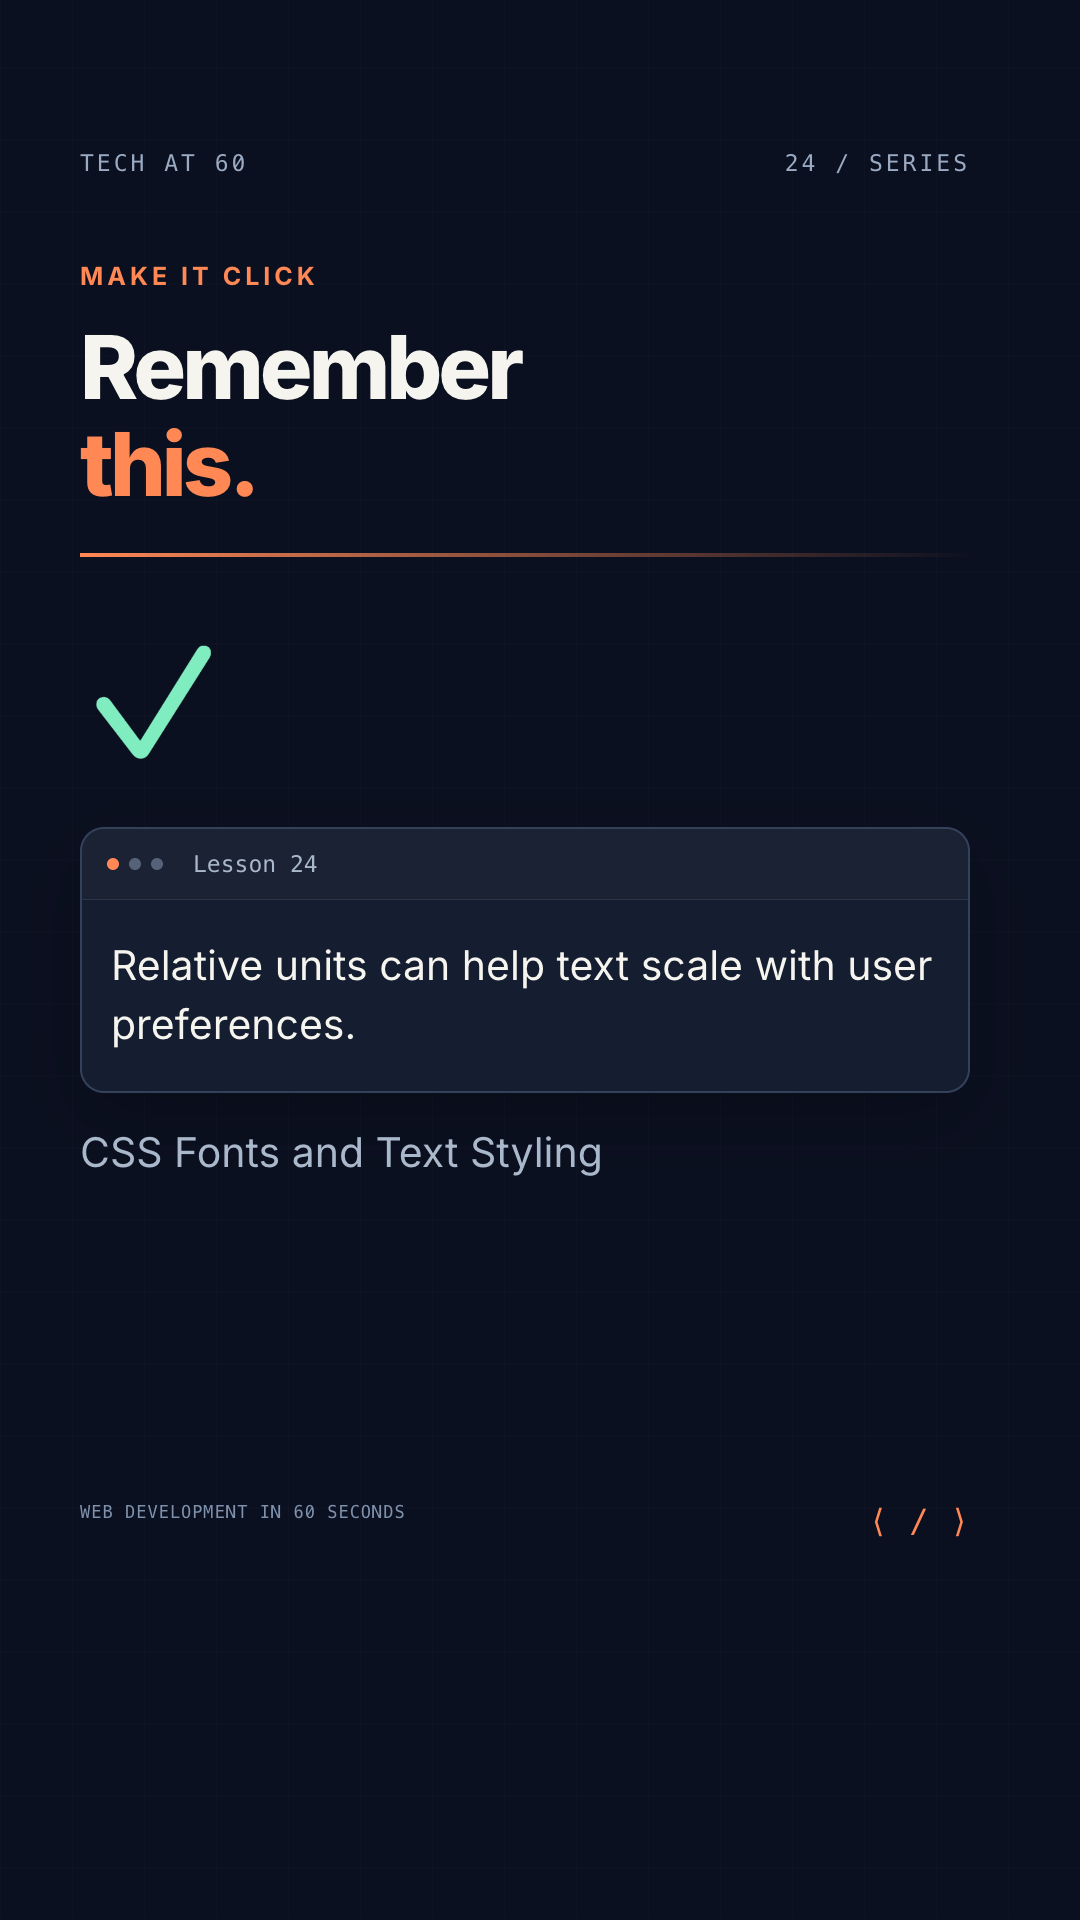 TECH AT 60
24 / SERIES
MAKE IT CLICK
Remember
this.
Lesson 24
Relative units can help text scale with user
preferences.
CSS Fonts and Text Styling
WEB DEVELOPMENT IN 60 SECONDS
⟨ / ⟩